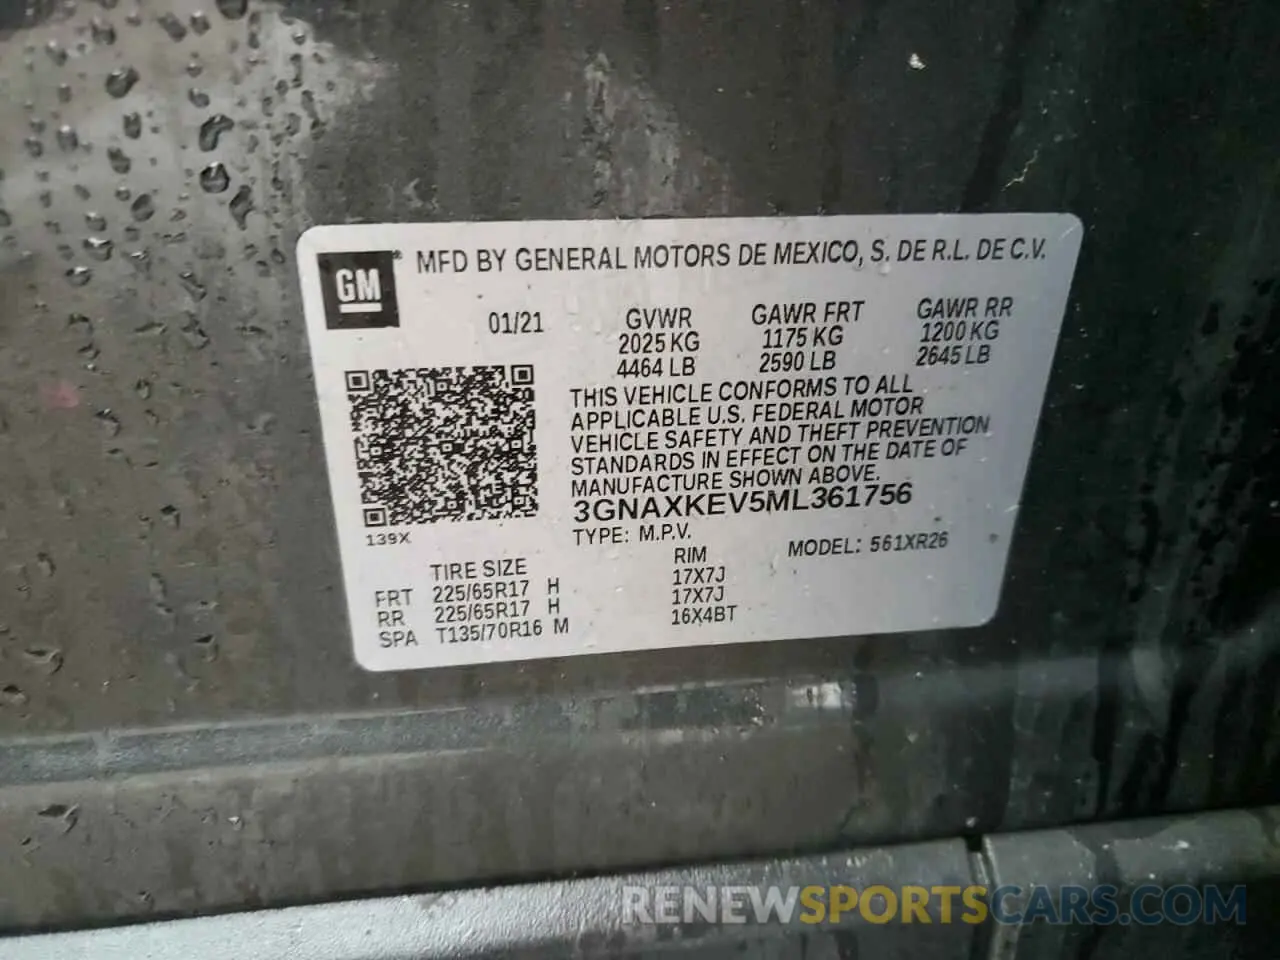 GM® MFD BY GENERAL MOTORS DE MEXICO, S. DE R.L. DE C.V.
01/21 GVWR GAWR FRT GAWR RR
2025 KG 1175 KG 1200 KG
4464 LB 2590 LB 2645 LB
THIS VEHICLE CONFORMS TO ALL
APPLICABLE U.S. FEDERAL MOTOR
VEHICLE SAFETY AND THEFT PREVENTION
STANDARDS IN EFFECT ON THE DATE OF
MANUFACTURE SHOWN ABOVE.
3GNAXKEV5ML361756
139X TYPE: M.P.V. MODEL: 561XR26
TIRE SIZE RIM
FRT 225/65R17 H 17X7J
RR 225/65R17 H 17X7J
SPA T135/70R16 M 16X4BT
RENEWSPORTSCARS.COM